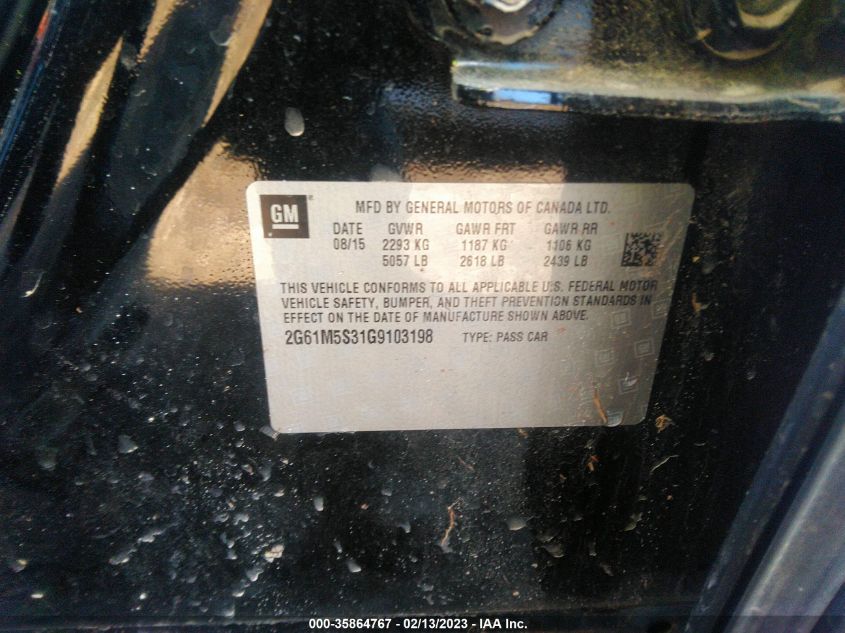 GM
MFD BY GENERAL MOTORS OF CANADA LTD.
DATE GVWR GAWR FRT GAWR RR
08/15 2293 KG 1187 KG 1106 KG
5057 LB 2618 LB 2439 LB
THIS VEHICLE CONFORMS TO ALL APPLICABLE U.S. FEDERAL MOTOR
VEHICLE SAFETY, BUMPER, AND THEFT PREVENTION STANDARDS IN
EFFECT ON THE DATE OF MANUFACTURE SHOWN ABOVE.
2G61M5S31G9103198 TYPE: PASS CAR
000-35864767 - 02/13/2023 - IAA Inc.